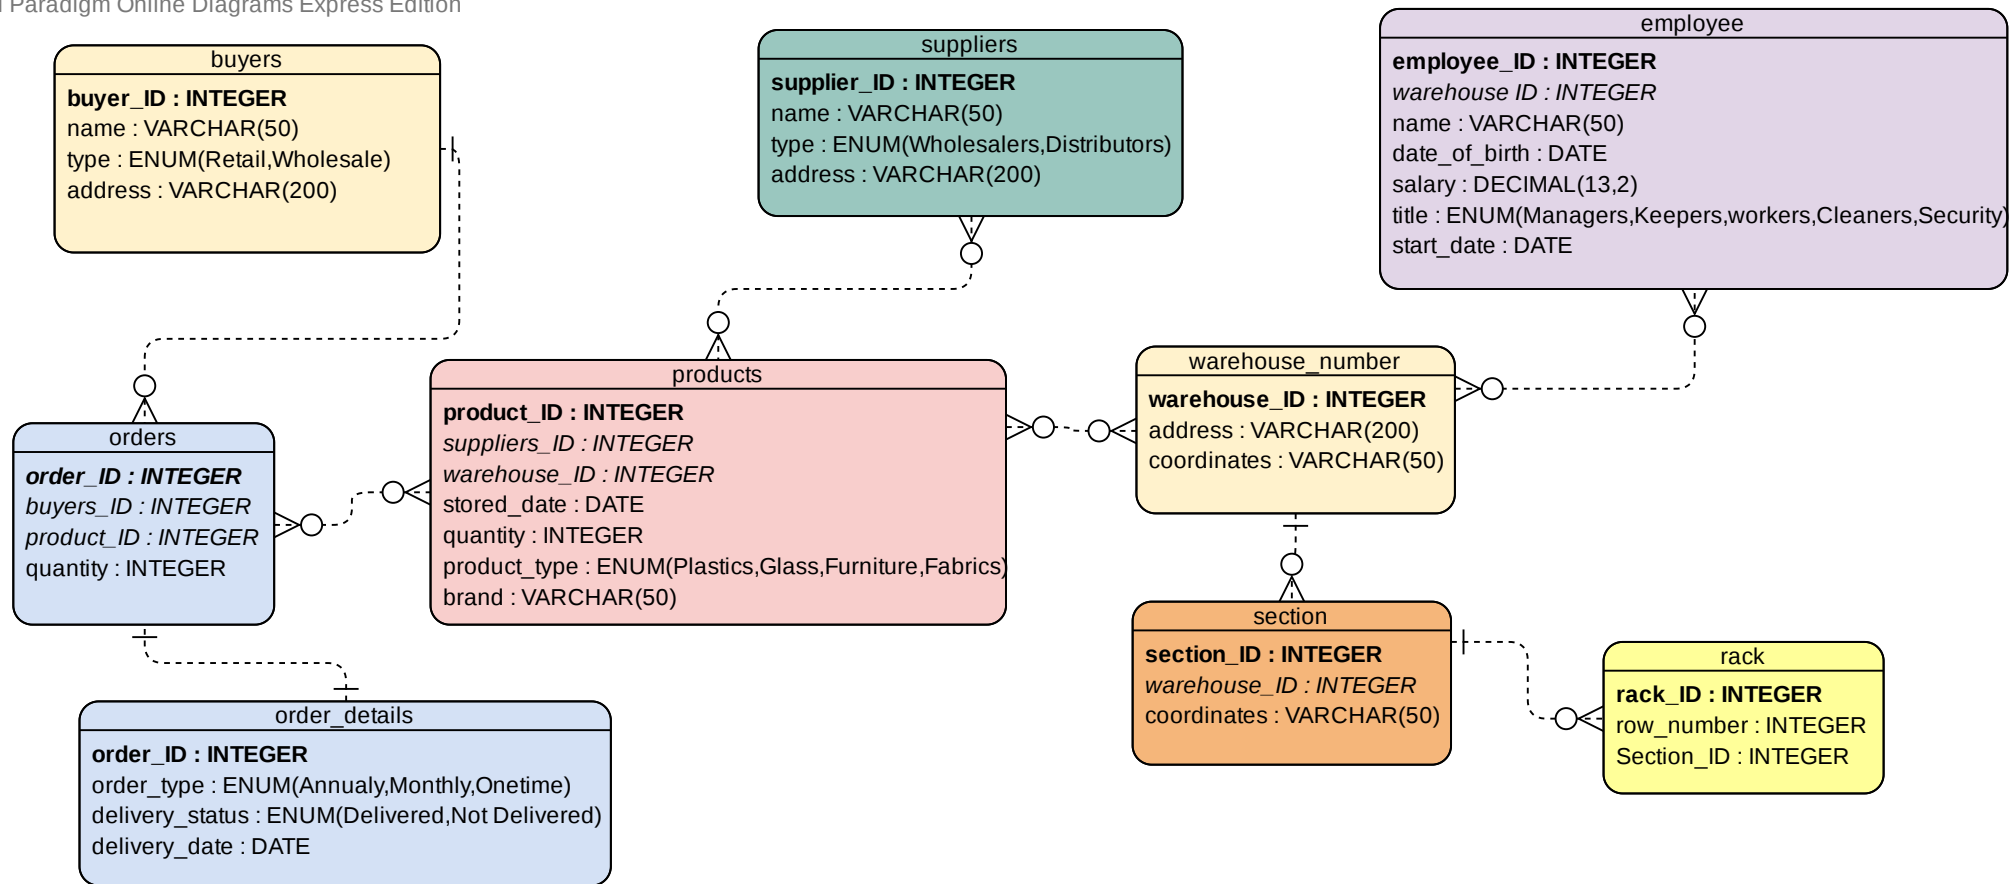 Paradigm Online Diagrams Express Edition
buyers
buyer_ID : INTEGER
name : VARCHAR(50)
type : ENUM(Retail,Wholesale)
address : VARCHAR(200)
suppliers
supplier_ID : INTEGER
name : VARCHAR(50)
type : ENUM(Wholesalers,Distributors)
address : VARCHAR(200)
employee
employee_ID : INTEGER
warehouse ID : INTEGER
name : VARCHAR(50)
date_of_birth : DATE
salary : DECIMAL(13,2)
title : ENUM(Managers,Keepers,workers,Cleaners,Security)
start_date : DATE
orders
order_ID : INTEGER
buyers_ID : INTEGER
product_ID : INTEGER
quantity : INTEGER
products
product_ID : INTEGER
suppliers_ID : INTEGER
warehouse_ID : INTEGER
stored_date : DATE
quantity : INTEGER
product_type : ENUM(Plastics,Glass,Furniture,Fabrics)
brand : VARCHAR(50)
warehouse_number
warehouse_ID : INTEGER
address : VARCHAR(200)
coordinates : VARCHAR(50)
section
section_ID : INTEGER
warehouse_ID : INTEGER
coordinates : VARCHAR(50)
rack
rack_ID : INTEGER
row_number : INTEGER
Section_ID : INTEGER
order_details
order_ID : INTEGER
order_type : ENUM(Annualy,Monthly,Onetime)
delivery_status : ENUM(Delivered,Not Delivered)
delivery_date : DATE